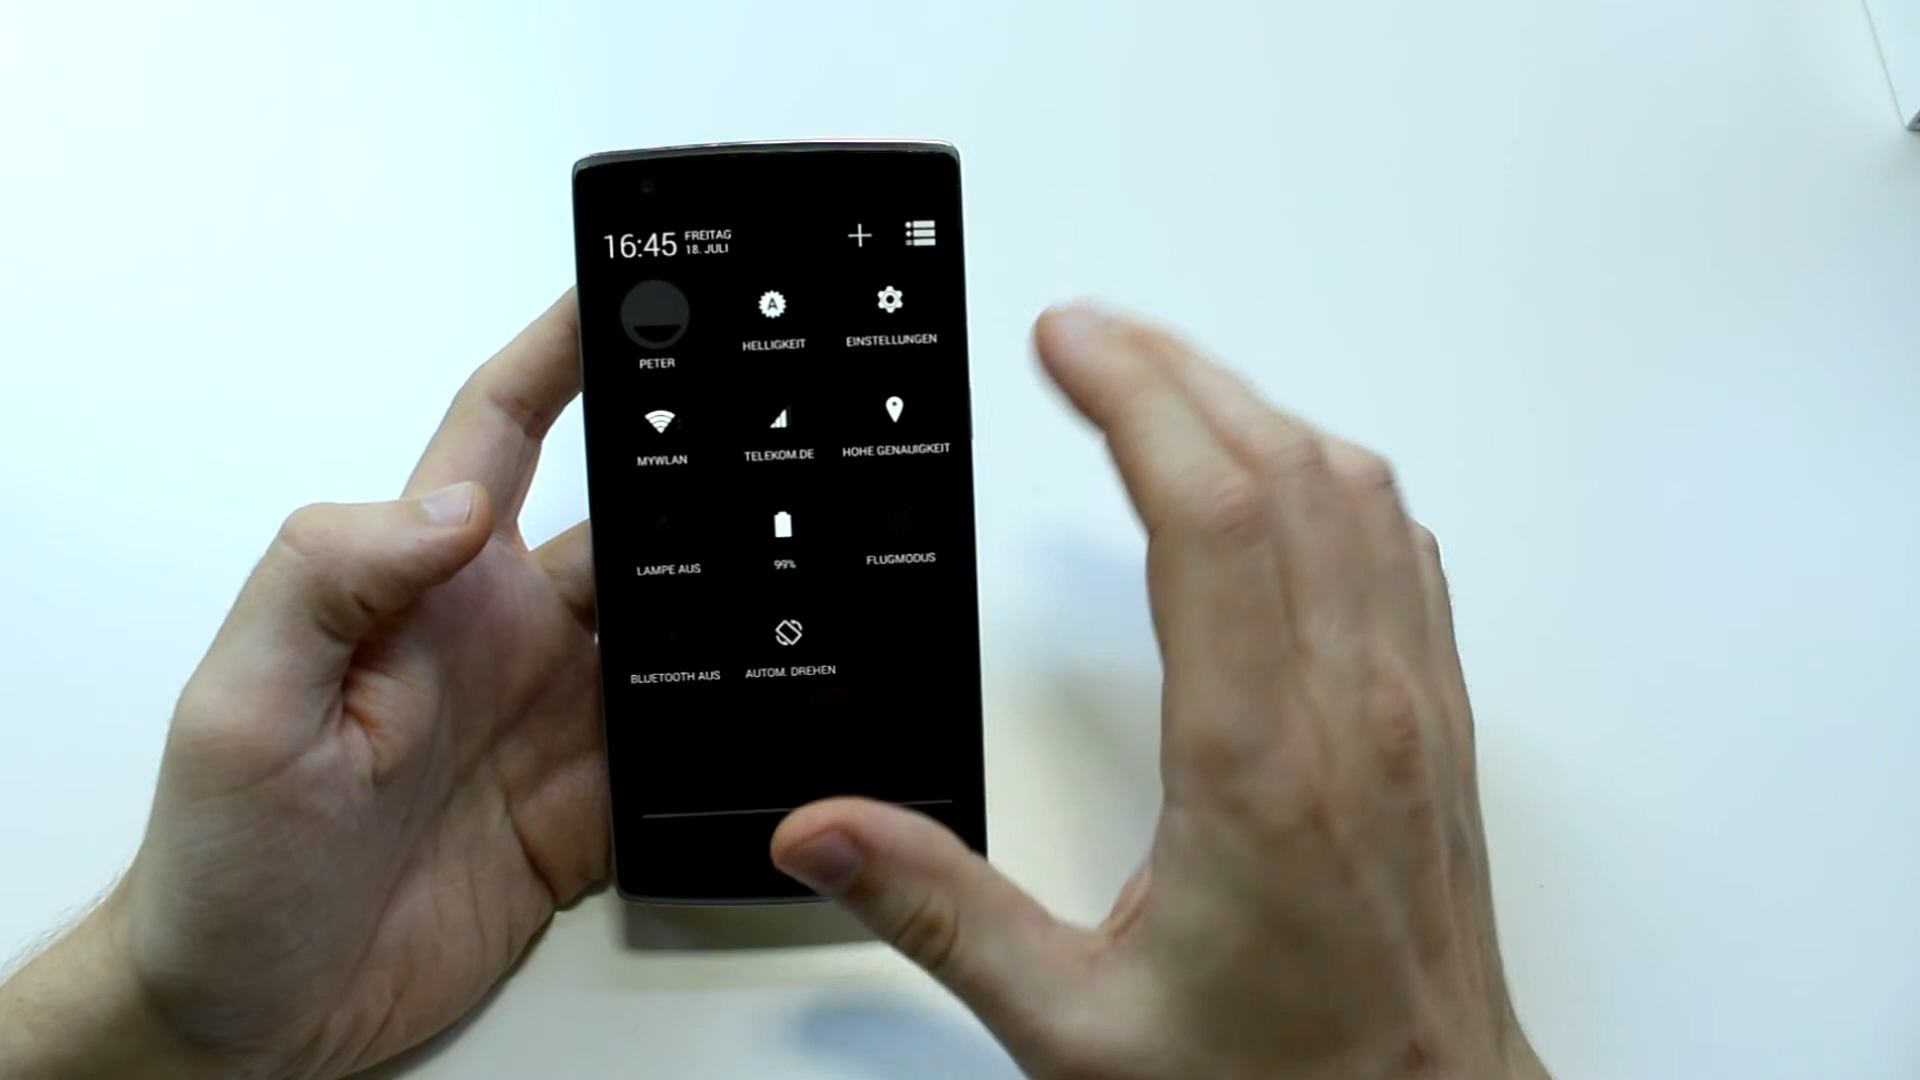 16:45 FREITAG
18. JULI
PETER
HELLIGKEIT
EINSTELLUNGEN
MYWLAN
TELEKOM.DE
HOHE GENAUIGKEIT
LAMPE AUS
99%
FLUGMODUS
BLUETOOTH AUS
AUTOM. DREHEN